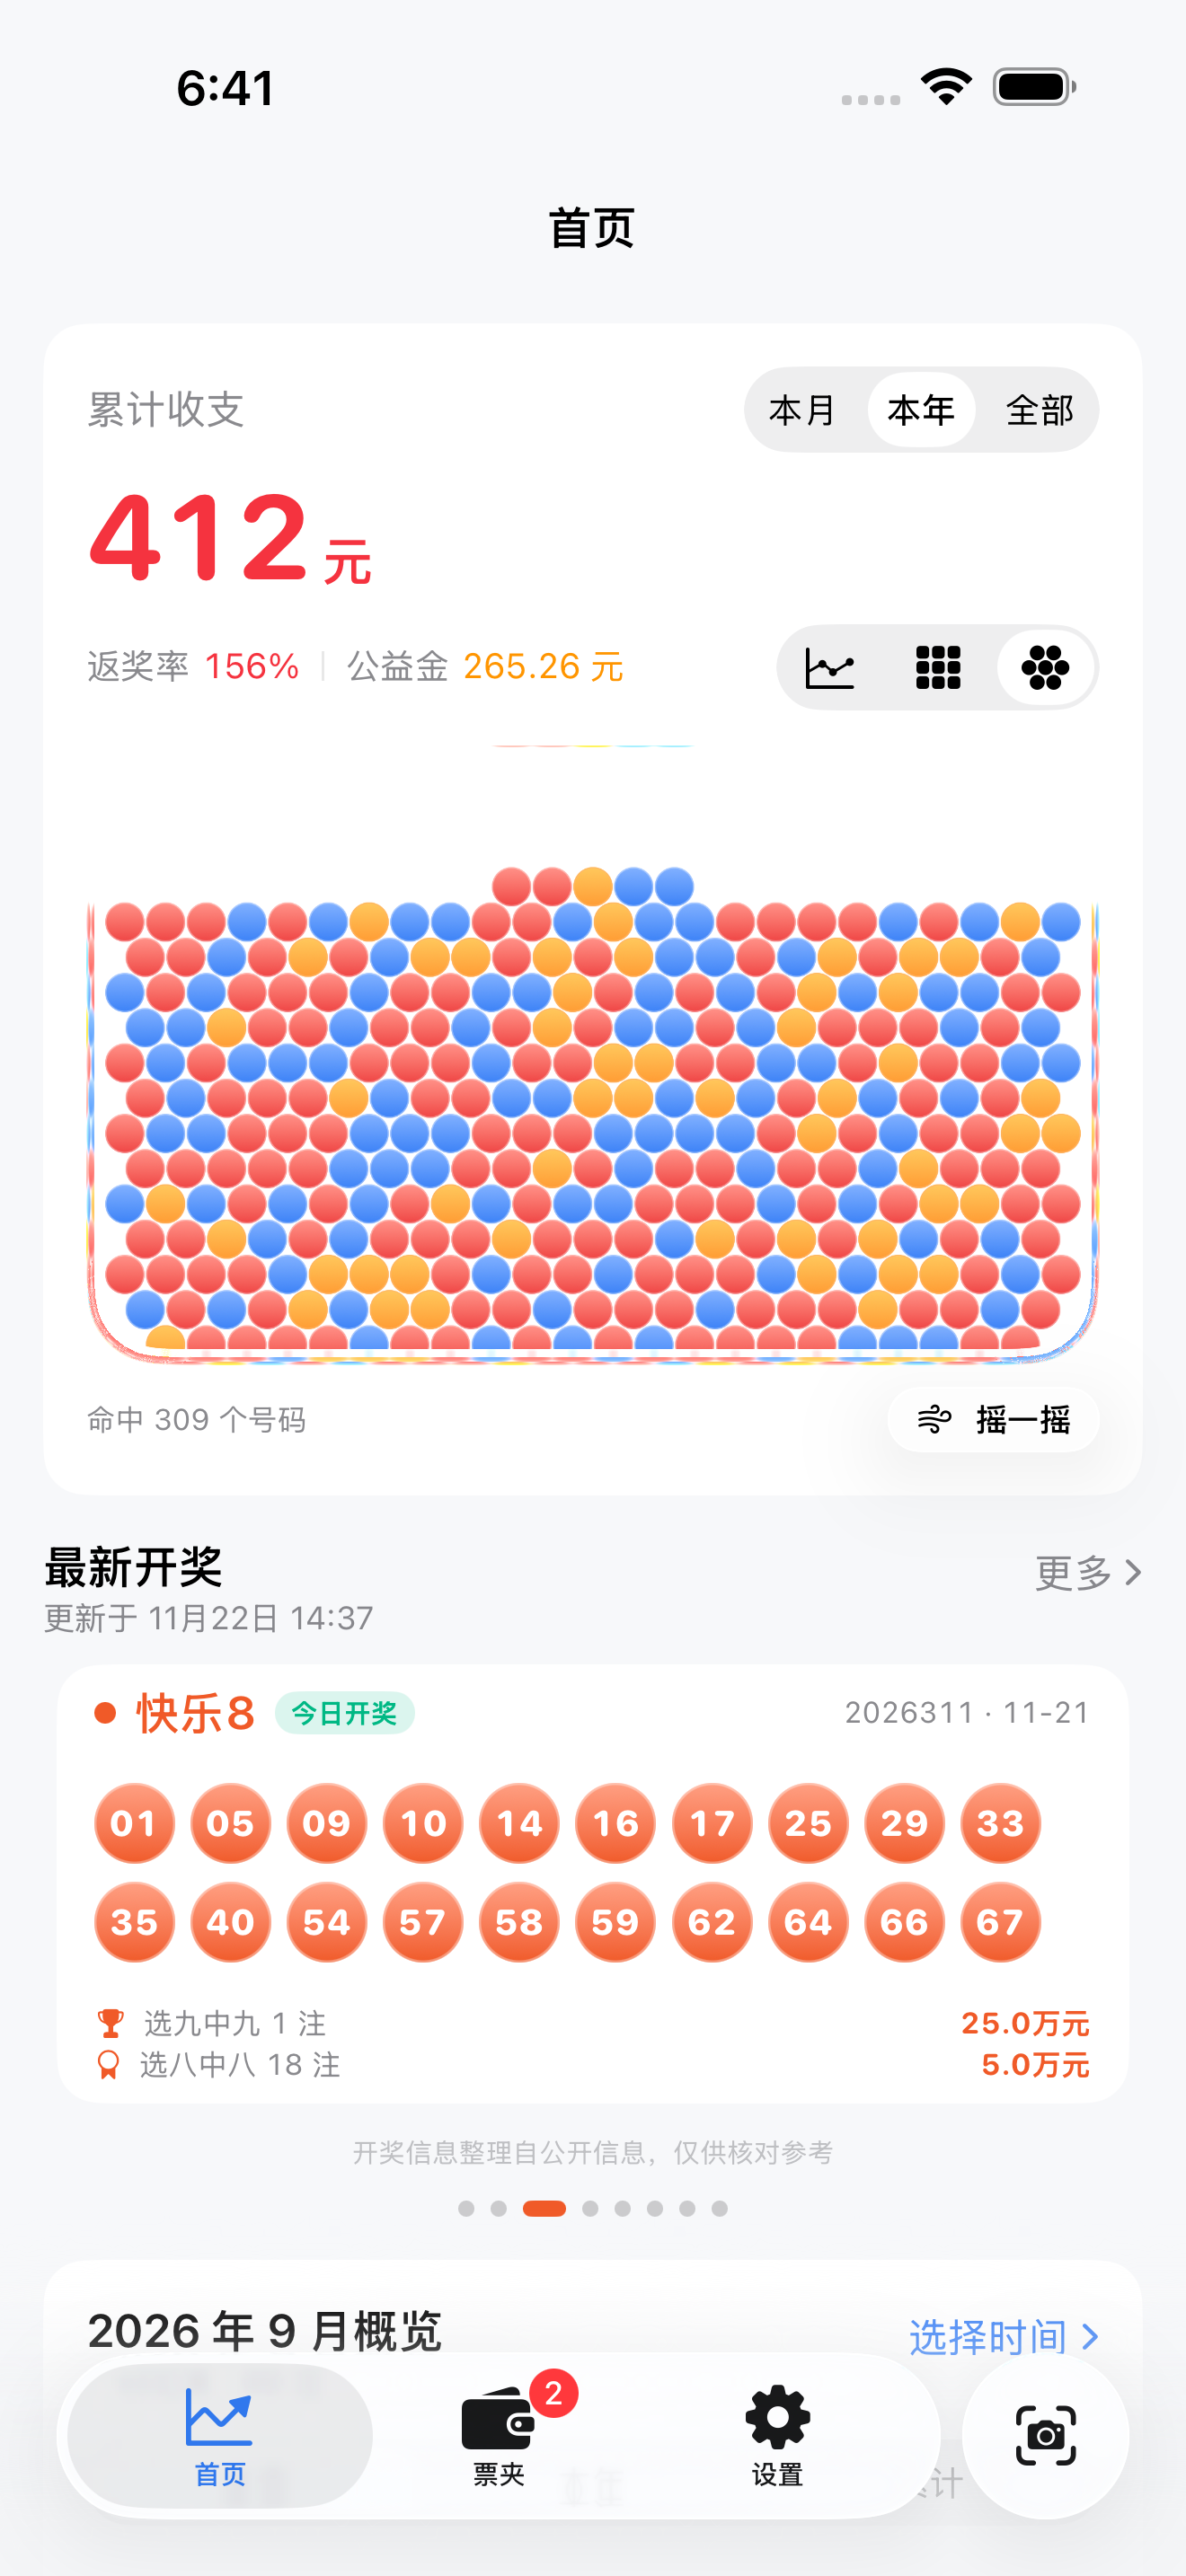 6:41
首页
累计收支
本月 本年 全部
412 元
返奖率 156% 公益金 265.26 元
命中 309 个号码
摇一摇
最新开奖
更多
更新于 11月22日 14:37
快乐8 今日开奖 2026311 · 11-21
01 05 09 10 14 16 17 25 29 33
35 40 54 57 58 59 62 64 66 67
选九中九 1 注 25.0万元
选八中八 18 注 5.0万元
开奖信息整理自公开信息，仅供核对参考
2026 年 9 月概览
选择时间
2
首页 票夹 设置
计